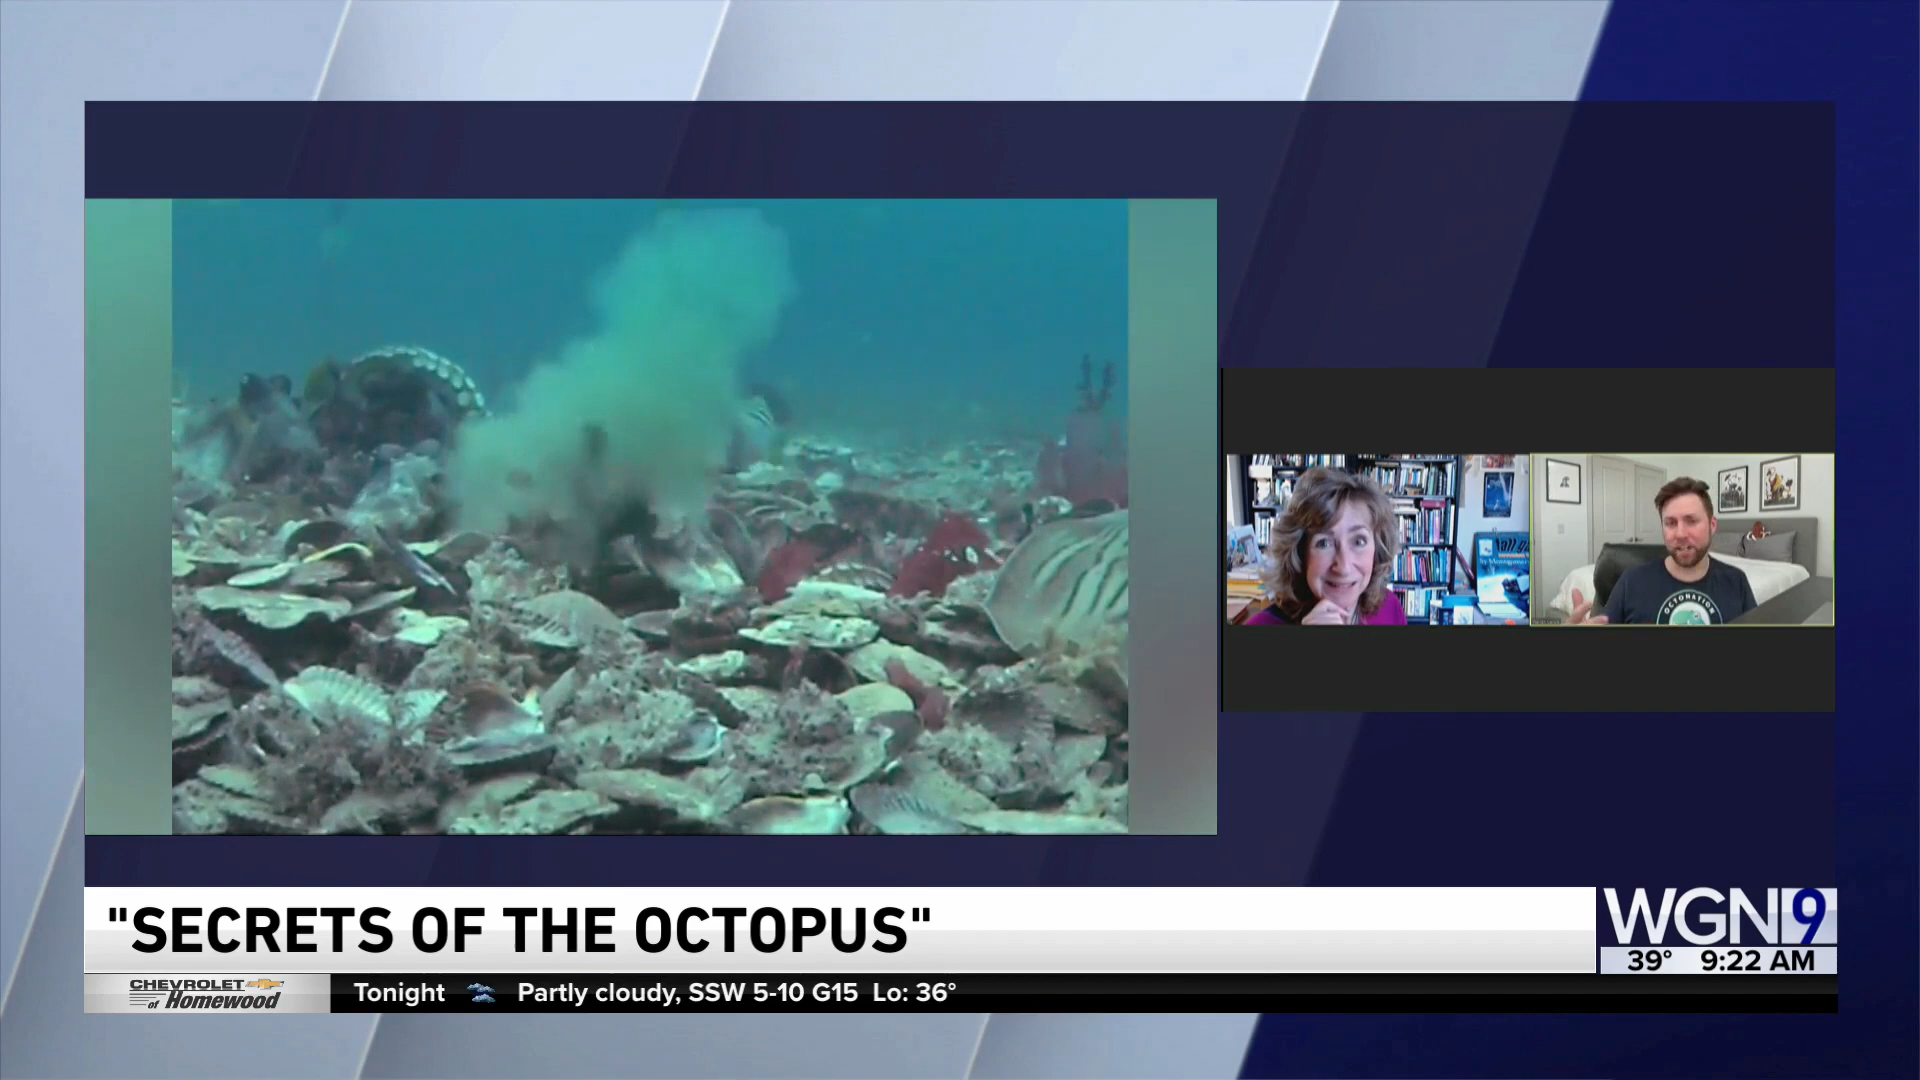 OCTONATION
"SECRETS OF THE OCTOPUS"
WGN9
39° 9:22 AM
CHEVROLET
of Homewood
Tonight Partly cloudy, SSW 5-10 G15 Lo: 36°